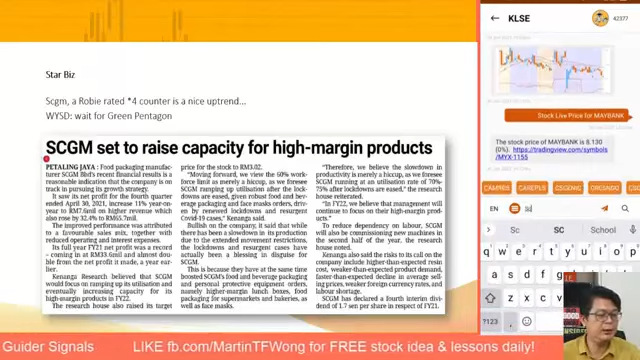 Star Biz
Scgm, a Robie rated *4 counter is a nice uptrend...
WYSD: wait for Green Pentagon
SCGM set to raise capacity for high-margin products
PETALING JAYA: Food packaging manufac-
turer SCGM Bhd's recent financial results is a
reasonable indication that the company is on
track in pursuing its growth strategy.
It saw its net profit for the fourth quarter
ended April 30, 2021, increase 11% year-on-
year to RM7.6mil on higher revenue which
also rose by 32.4% to RM65.7mil.
The improved performance was attributed
to a favourable sales mix, together with
reduced operating and interest expenses.
Its full year FY21 net profit was a record
– coming in at RM33.6mil and almost
double from the net profit it made, a year ear-
lier.
Kenanga Research believed that SCGM
would focus on ramping up its utilisation and
eventually increasing capacity for its
high-margin products in FY22.
The research house also raised its target
price for the stock to RM3.02.
"Moving forward, we view the 60% work-
force limit as merely a hiccup, as we foresee
SCGM ramping up utilisation after the lock-
downs are eased, given robust food and bev-
erage packaging and face masks orders, driv-
en by renewed lockdowns and resurgent
Covid-19 cases," Kenanga said.
Bullish on the company, it said that while
there has been a slowdown in its production
due to the extended movement restrictions,
the lockdowns and resurgent cases have
actually been a blessing in disguise for
SCGM.
This is because they have at the same time
boosted SCGM's food and beverage packaging
and personal protective equipment orders,
namely higher-margin lunch boxes, food
packaging for supermarkets and bakeries, as
well as face masks.
"Therefore, we believe the slowdown in
productivity is merely a hiccup, as we foresee
SCGM running at an utilisation rate of 70%-
75% after lockdowns are eased," the research
house reiterated.
"In FY22, we believe that management will
continue to focus on their high-margin prod-
ucts."
To reduce dependency on labour, SCGM
will also be commissioning new machines in
the second half of the year, the research
house noted.
Kenanga also said the risks to its call on the
company include higher-than-expected resin
cost, weaker-than-expected product demand,
faster-than-expected decline in average sell-
ing prices, weaker foreign currency rates, and
labour shortage.
SCGM has declared a fourth interim divi-
dend of 1.7 sen per share in respect of FY21.
KLSE
42377
Stock Live Price for MAYBANK
The stock price of MAYBANK is 8.130
(0%). https://tradingview.com/symbols/
MYX-1155
EN
SC
School
q w e r t y u i o p
a s d f g h
z x c v
?123
Guider Signals
LIKE fb.com/MartinTFWong for FREE stock idea & lessons daily!